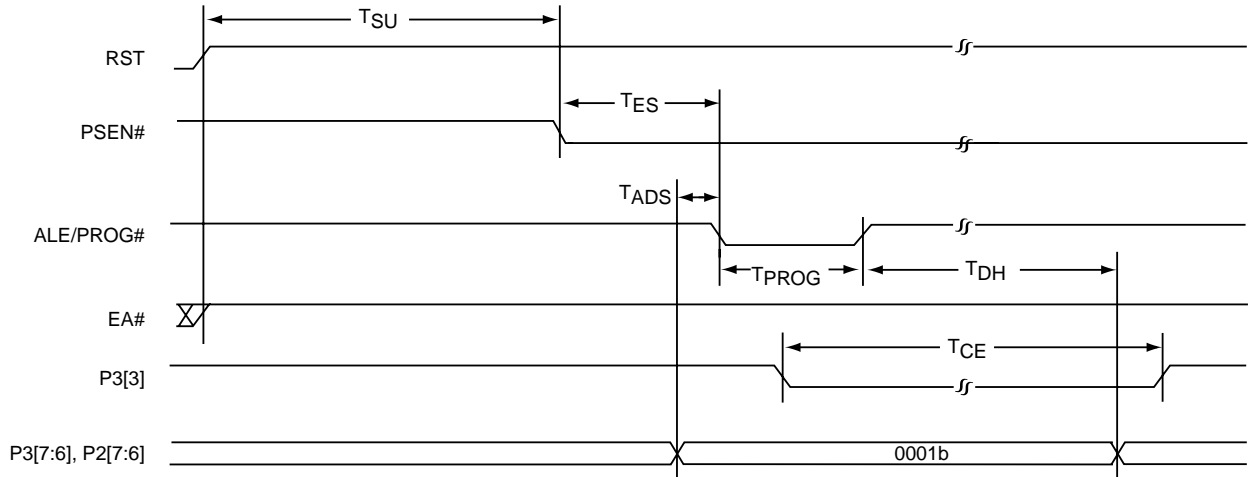 TSU
RST
TES
PSEN#
TADS
ALE/PROG#
TPROG
TDH
EA#
TCE
P3[3]
P3[7:6], P2[7:6]
0001b